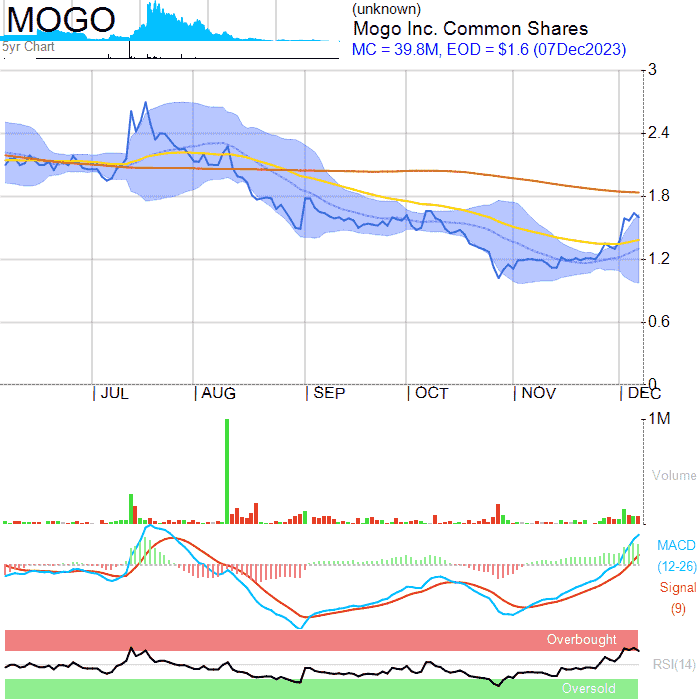 MOGO
5yr Chart
(unknown)
Mogo Inc. Common Shares
MC = 39.8M, EOD = $1.6 (07Dec2023)
3
2.4
1.8
1.2
0.6
0
JUL AUG SEP OCT NOV DEC
1M
Volume
MACD
(12-26)
Signal
(9)
Overbought
RSI(14)
Oversold